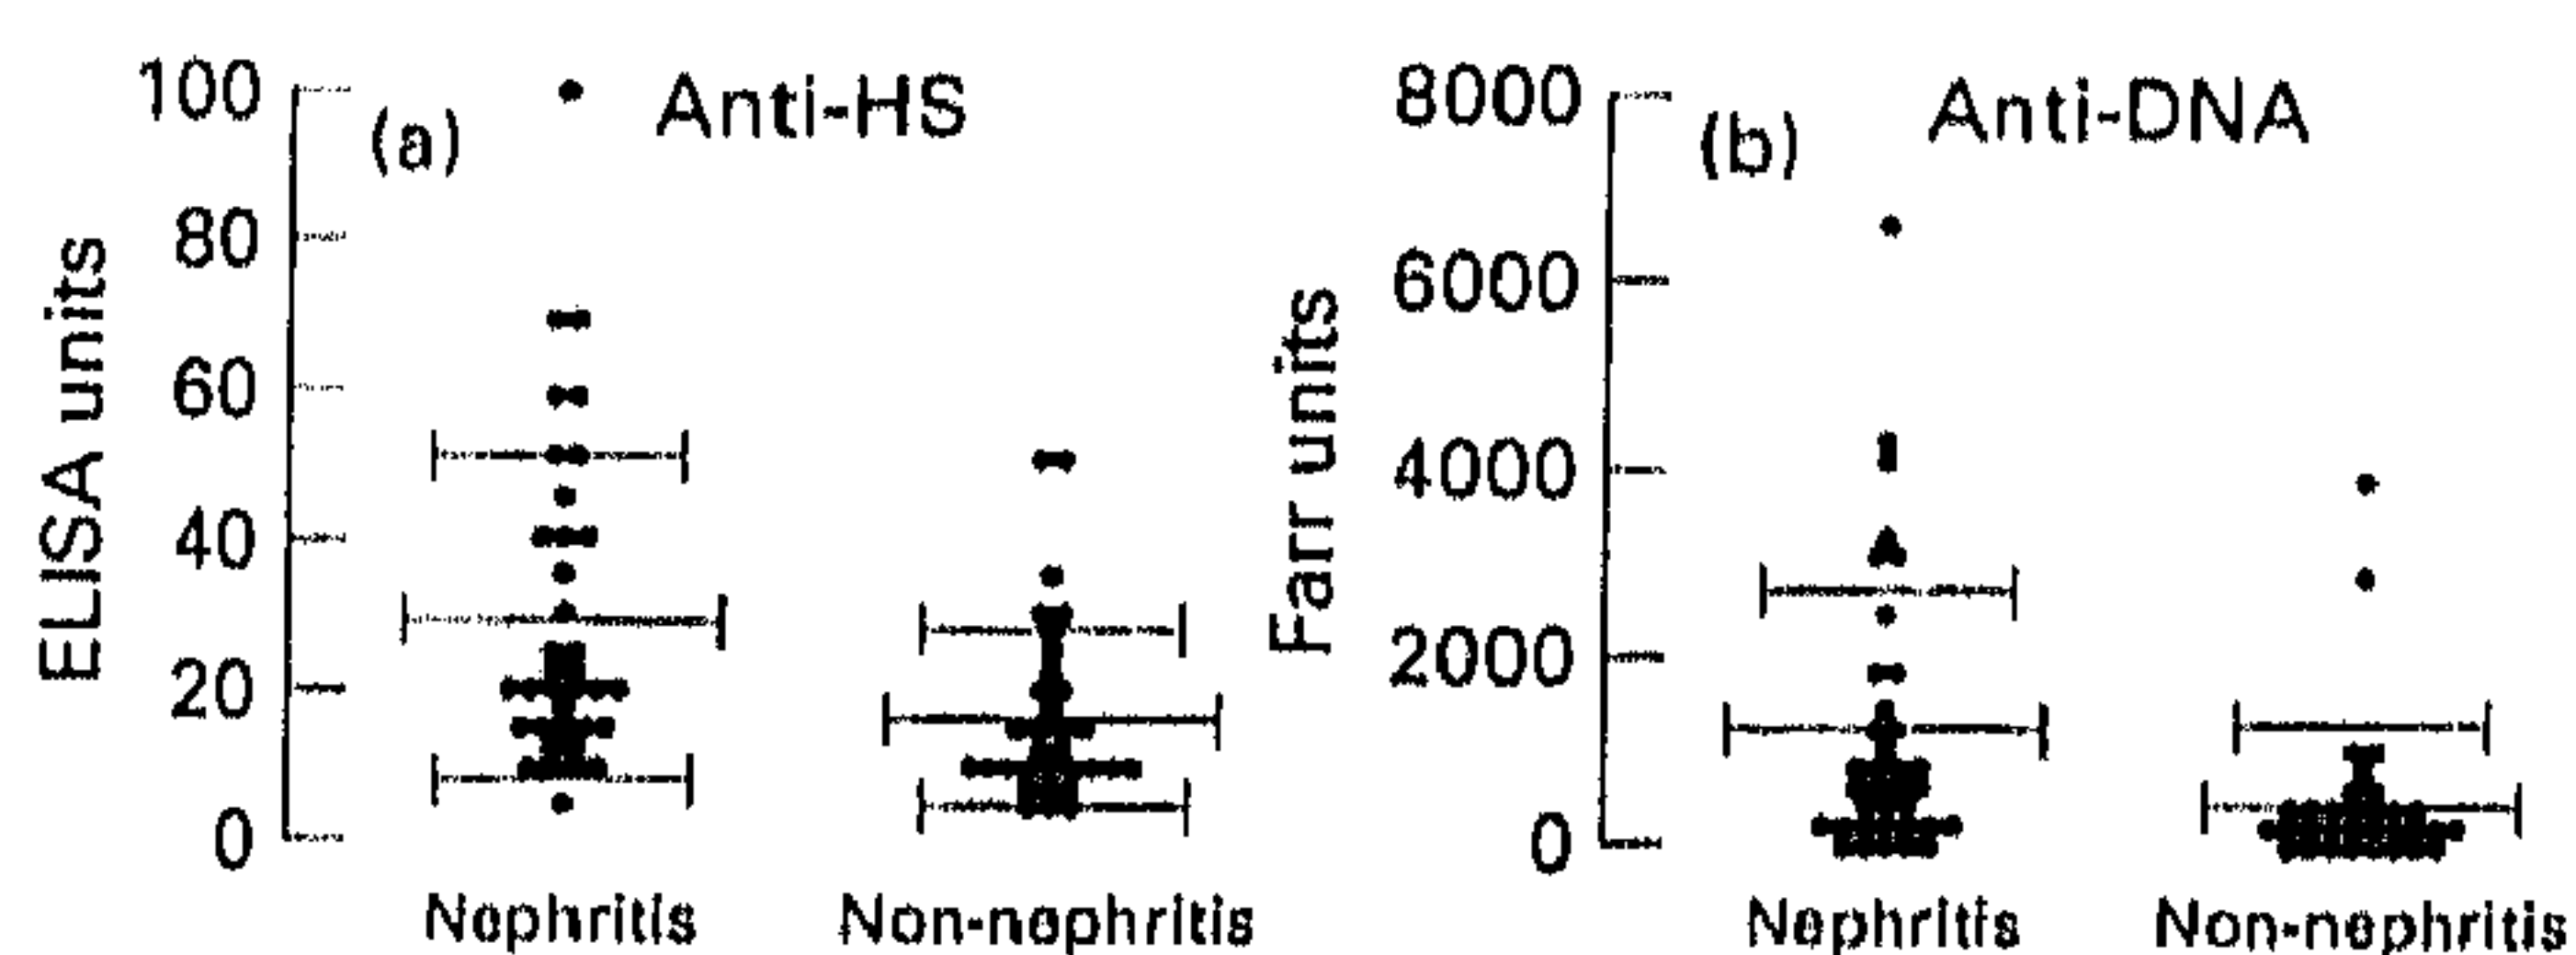 100
(a)
Anti-HS
80
60
40
20
0
ELISA units
Nephritis
Non-nephritis
8000
(b)
Anti-DNA
6000
4000
2000
0
Farr units
Nephritis
Non-nephritis